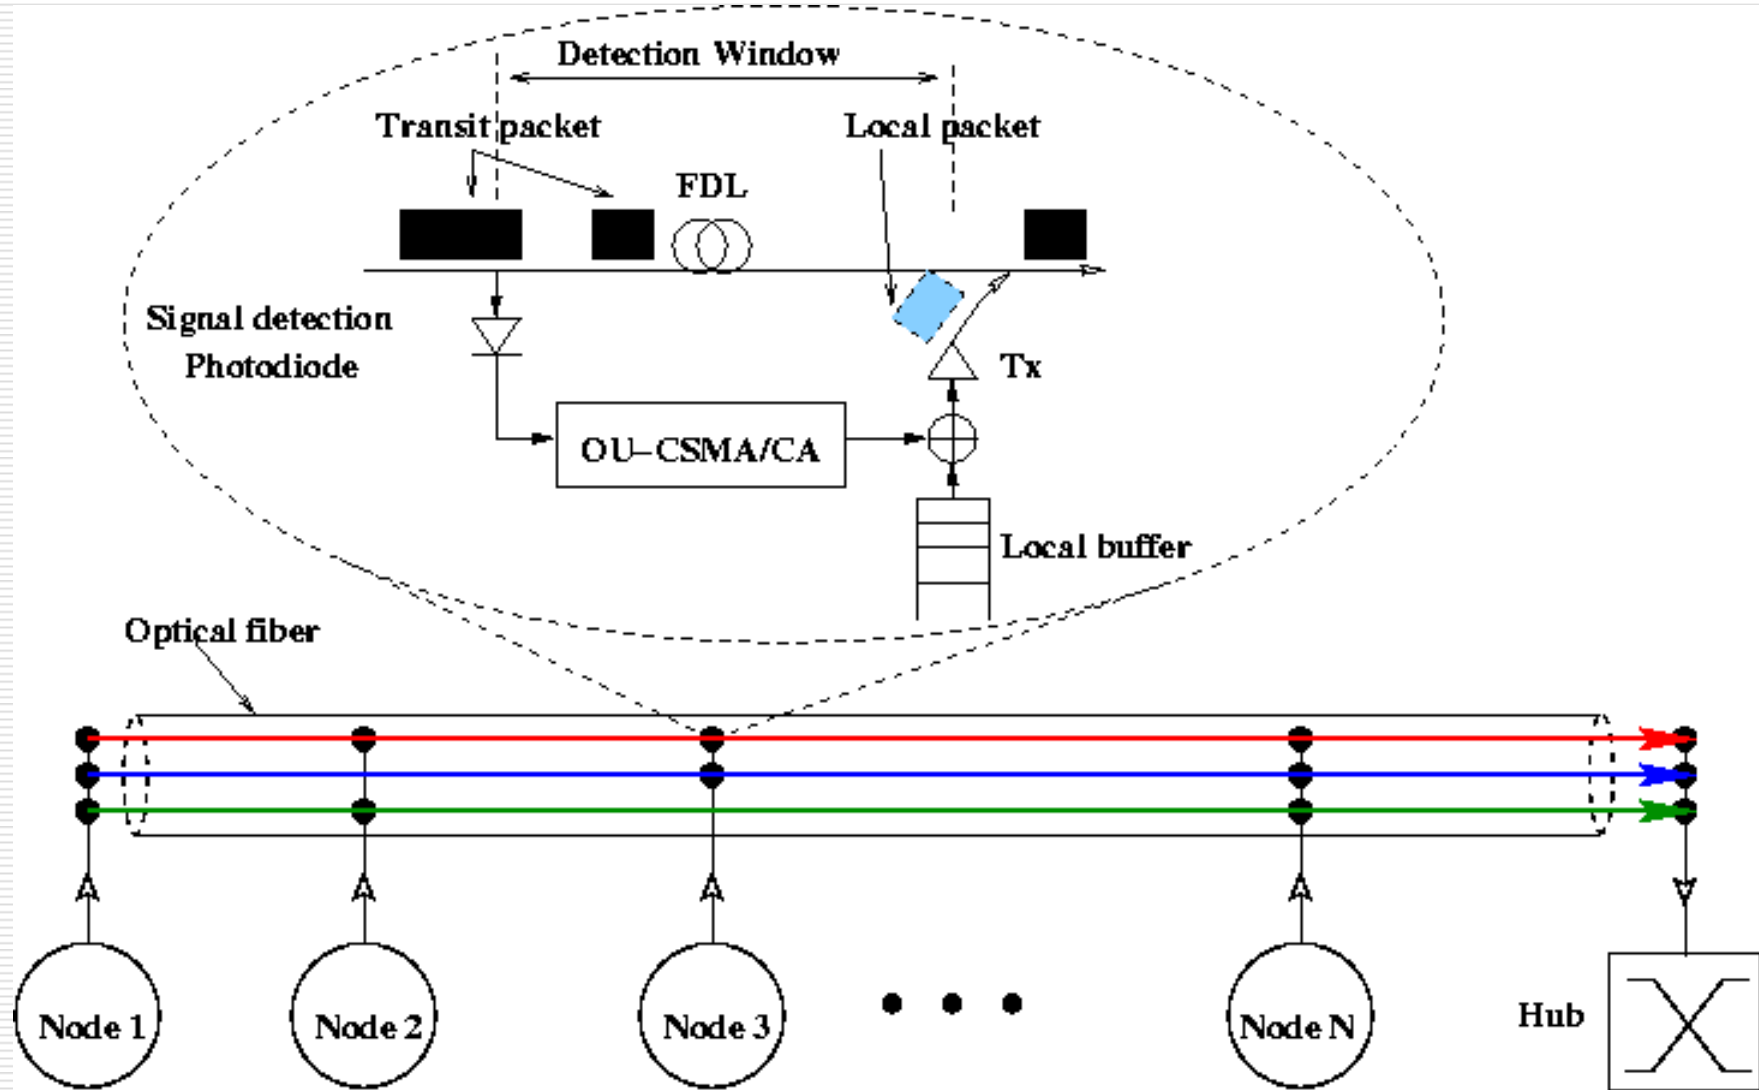 Detection Window
Transit packet
Local packet
FDL
Signal detection
Photodiode
Tx
OU–CSMA/CA
Local buffer
Optical fiber
Node 1
Node 2
Node 3
Node N
Hub